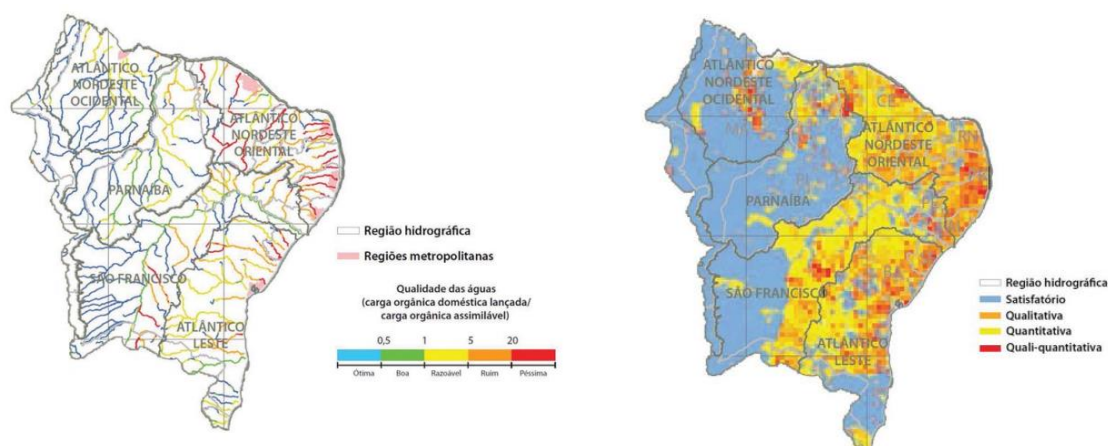 ATLÂNTICO
NORDESTE
OCIDENTAL
ATLÂNTICO
NORDESTE
ORIENTAL
PARNAÍBA
SÃO FRANCISCO
ATLÂNTICO
LESTE
Região hidrográfica
Regiões metropolitanas
Qualidade das águas
(carga orgânica doméstica lançada/
carga orgânica assimilável)
0,5 1 5 20
Ótima Boa Razoável Ruim Péssima
ATLÂNTICO
NORDESTE
OCIDENTAL
MA
CE
ATLÂNTICO
NORDESTE
ORIENTAL
RN
PI
PARNAÍBA
PE
SÃO FRANCISCO
BA
ATLÂNTICO
LESTE
Região hidrográfica
Satisfatório
Qualitativa
Quantitativa
Quali-quantitativa